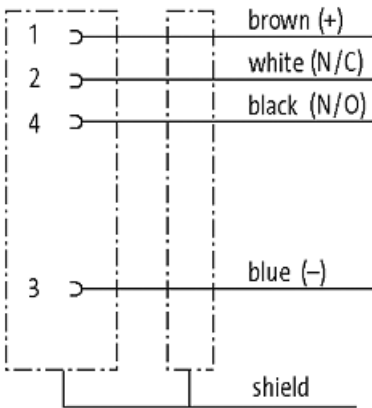 1 brown (+)
2 white (N/C)
4 black (N/O)
3 blue (–)
shield